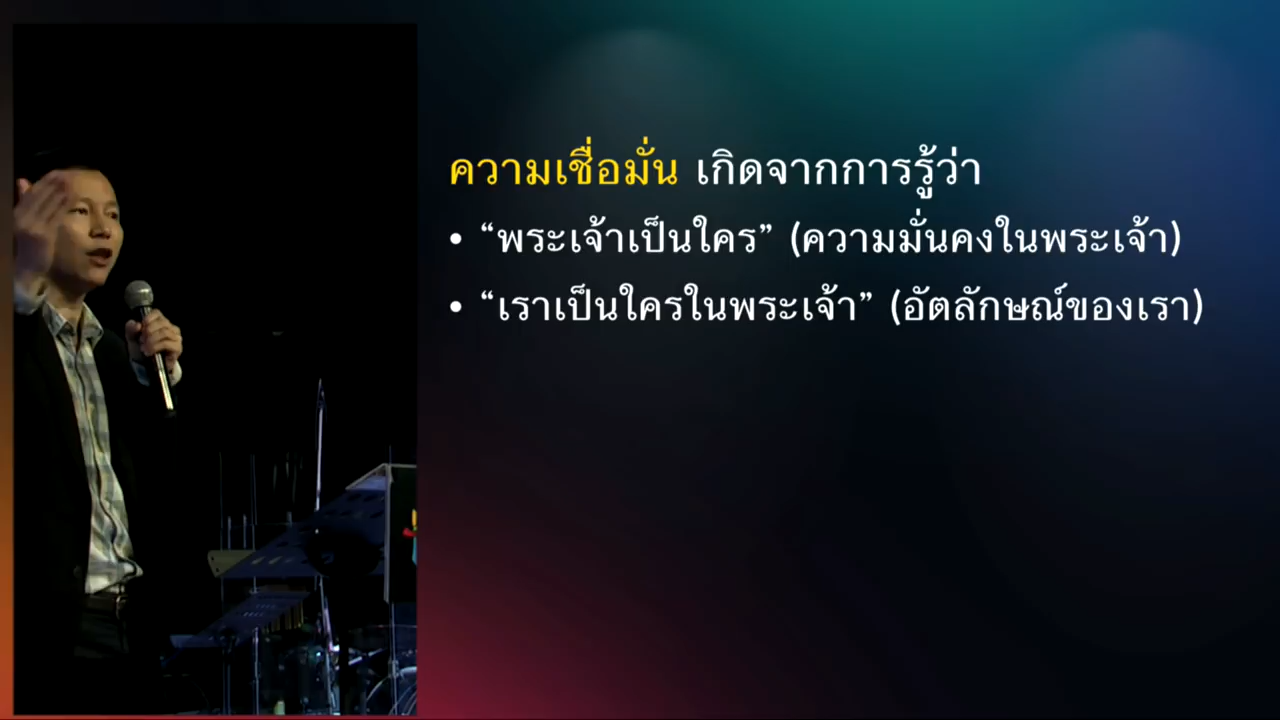 ความเชื่อมั่น เกิดจากการรู้ว่า
• “พระเจ้าเป็นใคร” (ความมั่นคงในพระเจ้า)
• “เราเป็นใครในพระเจ้า” (อัตลักษณ์ของเรา)